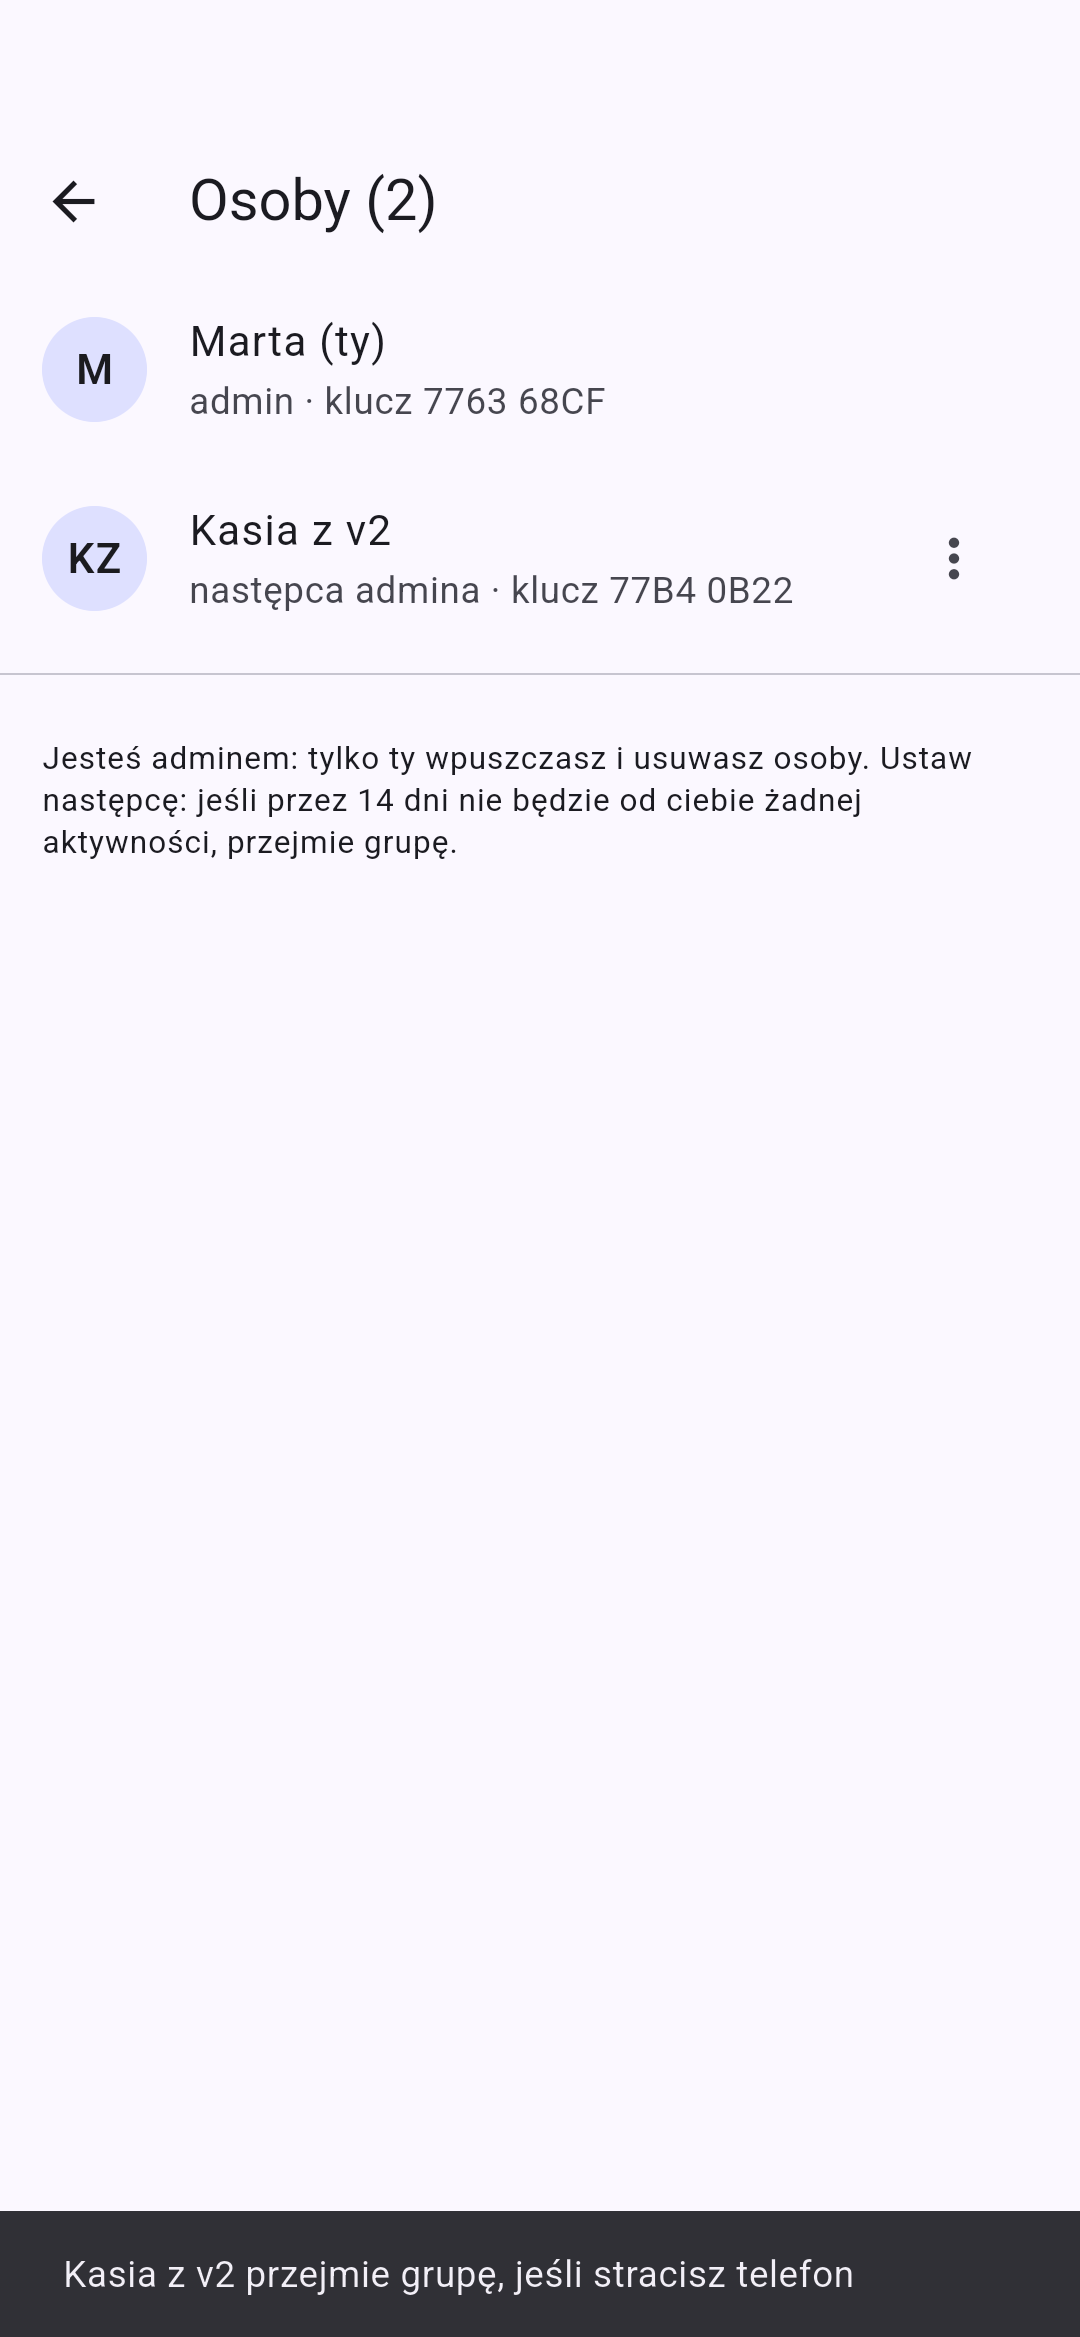 Osoby (2)
M
Marta (ty)
admin · klucz 7763 68CF
KZ
Kasia z v2
następca admina · klucz 77B4 0B22
Jesteś adminem: tylko ty wpuszczasz i usuwasz osoby. Ustaw
następcę: jeśli przez 14 dni nie będzie od ciebie żadnej
aktywności, przejmie grupę.
Kasia z v2 przejmie grupę, jeśli stracisz telefon